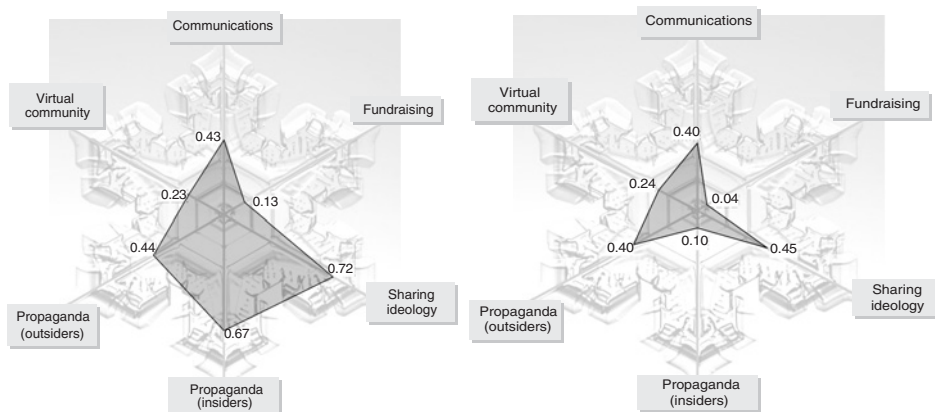 Communications
Virtual
community
Fundraising
0.43
0.23
0.13
0.44
0.72
0.67
Propaganda
(outsiders)
Sharing
ideology
Propaganda
(insiders)
Communications
Virtual
community
Fundraising
0.40
0.24
0.04
0.40
0.10
0.45
Propaganda
(outsiders)
Sharing
ideology
Propaganda
(insiders)